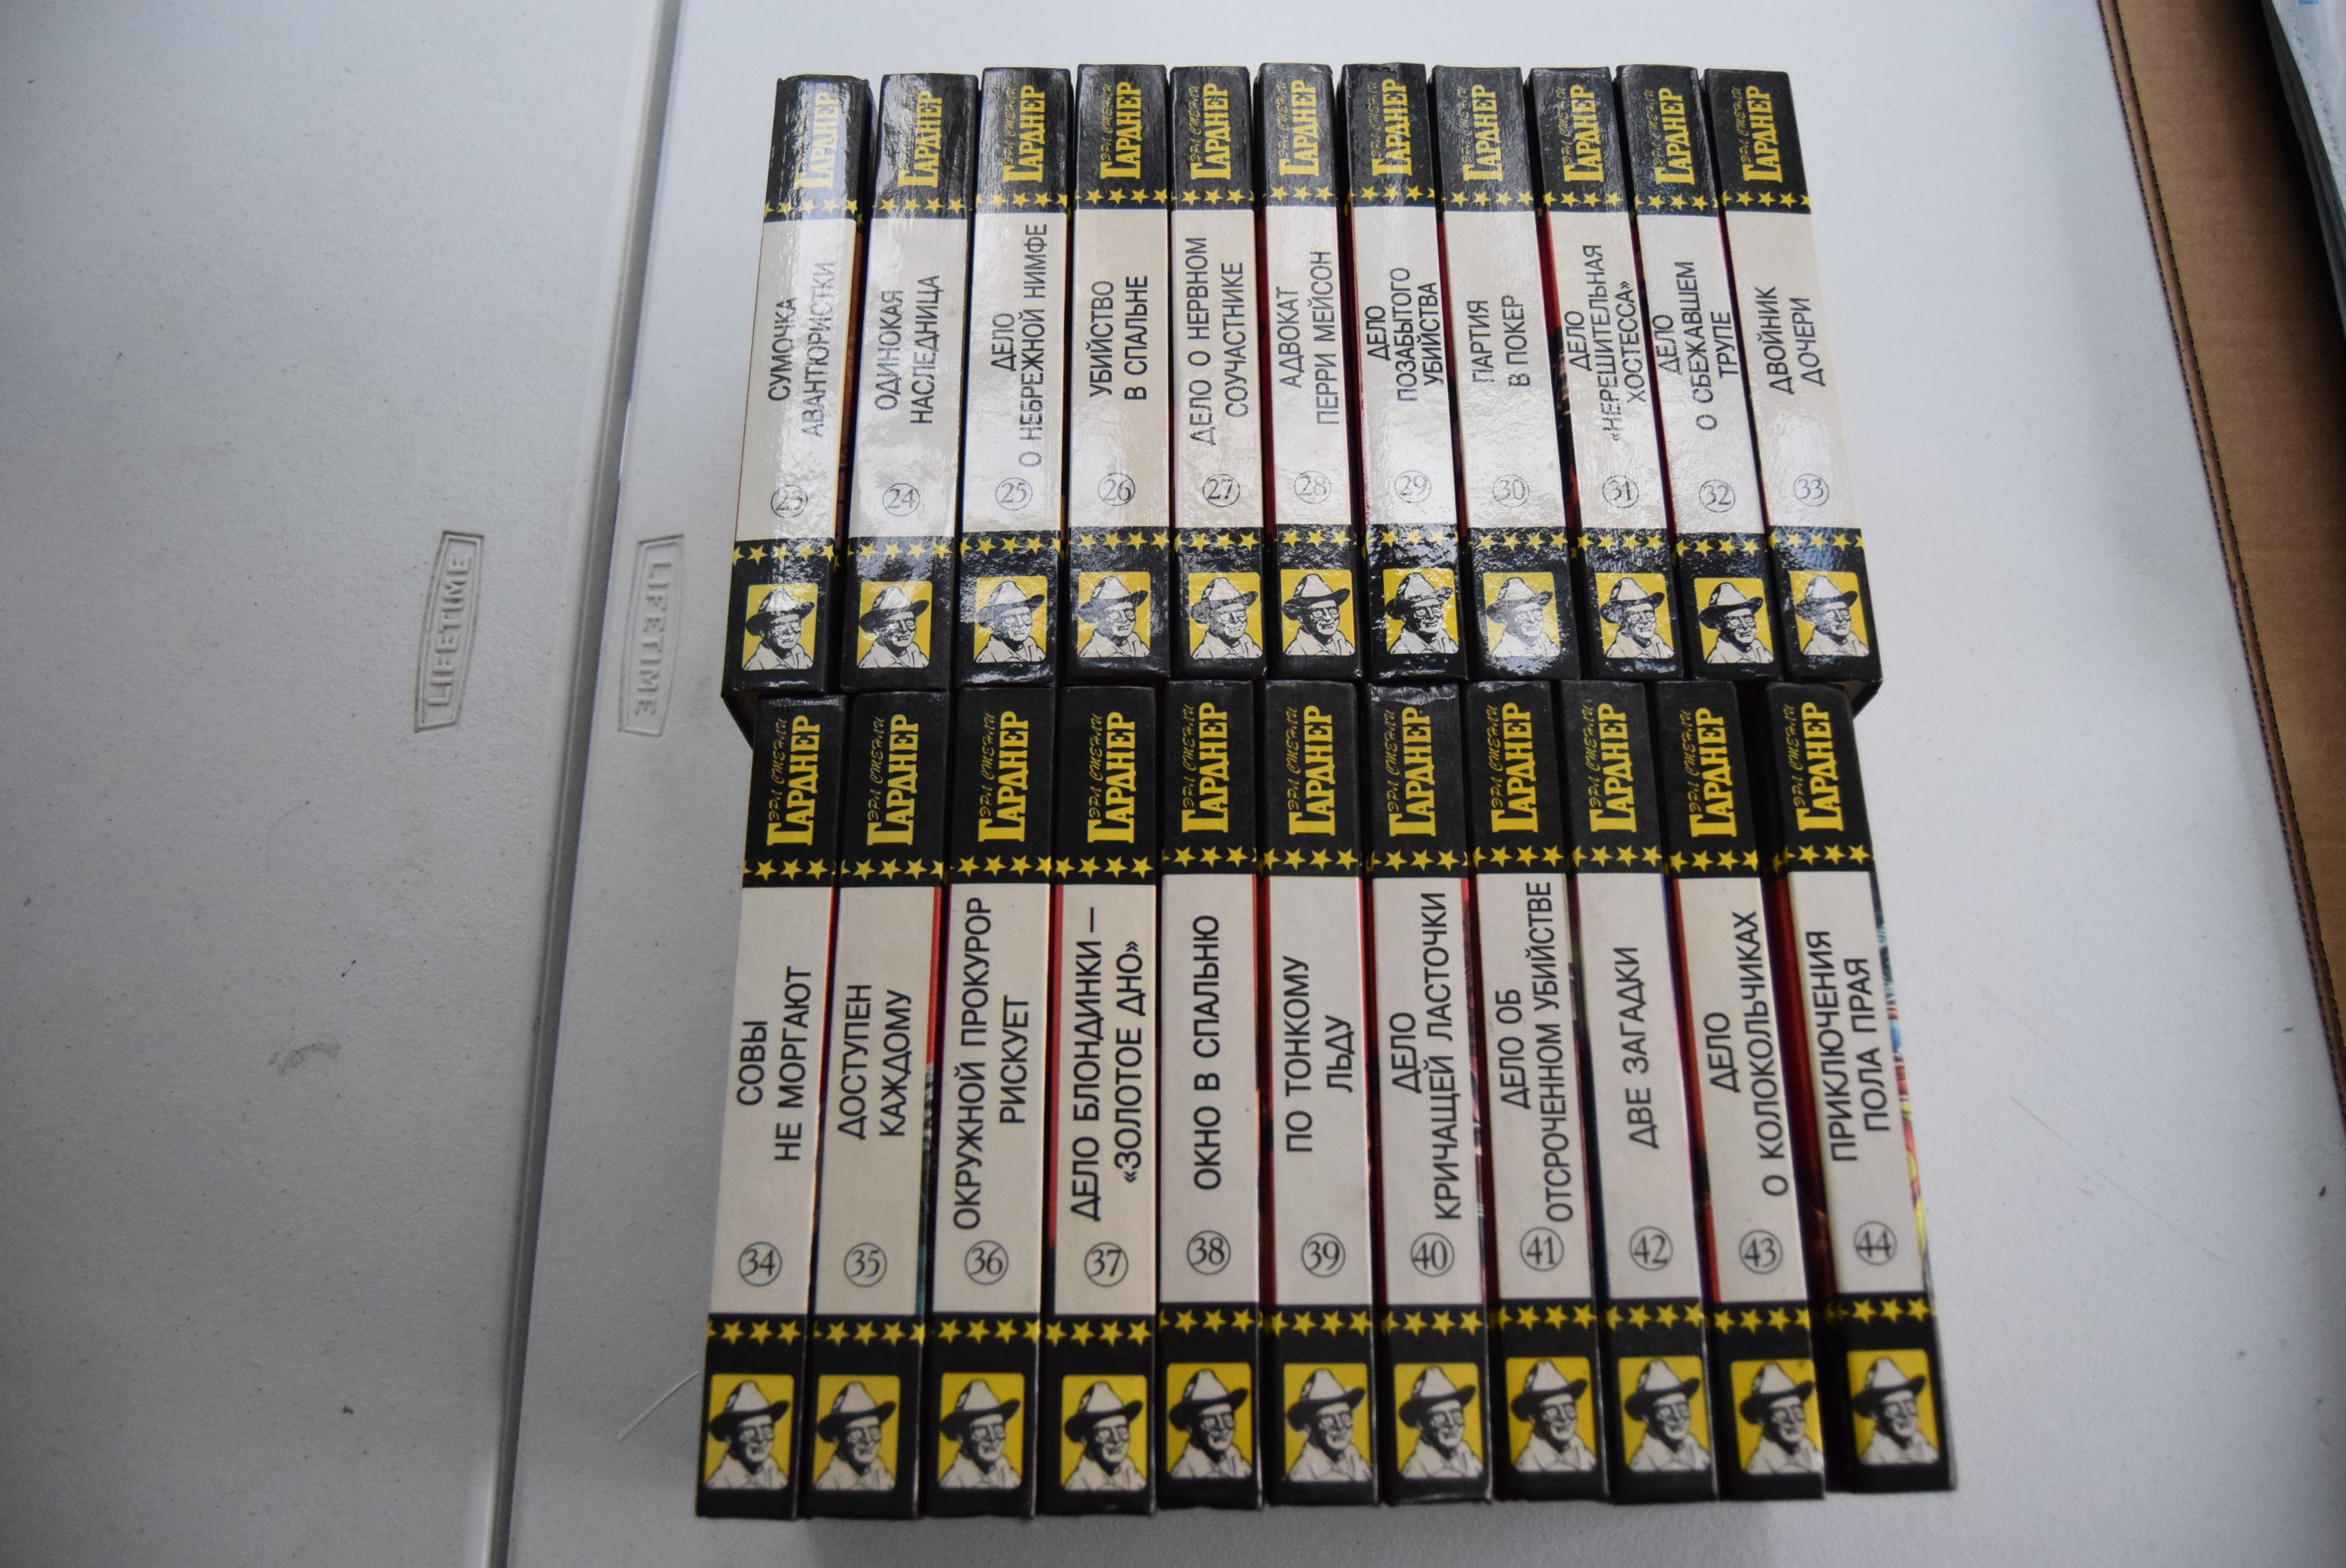 ГАРДНЕР
СУМОЧКА
АВАНТЮРИСТКИ
23
ГАРДНЕР
ОДИНОКАЯ
НАСЛЕДНИЦА
24
ЭРЛ СТЕНЛИ
ГАРДНЕР
ДЕЛО
О НЕБРЕЖНОЙ НИМФЕ
25
ЭРЛ СТЕНЛИ
ГАРДНЕР
УБИЙСТВО
В СПАЛЬНЕ
26
ЭРЛ СТЕНЛИ
ГАРДНЕР
ДЕЛО О НЕРВНОМ
СОУЧАСТНИКЕ
27
ЭРЛ СТЕНЛИ
ГАРДНЕР
АДВОКАТ
ПЕРРИ МЕЙСОН
28
ЭРЛ СТЕНЛИ
ГАРДНЕР
ДЕЛО
ПОЗАБЫТОГО
УБИЙСТВА
29
ЭРЛ СТЕНЛИ
ГАРДНЕР
ПАРТИЯ
В ПОКЕР
30
ЭРЛ СТЕНЛИ
ГАРДНЕР
ДЕЛО
«НЕРЕШИТЕЛЬНАЯ
ХОСТЕССА»
31
ЭРЛ СТЕНЛИ
ГАРДНЕР
ДЕЛО
О СБЕЖАВШЕМ
ТРУПЕ
32
ЭРЛ СТЕНЛИ
ГАРДНЕР
ДВОЙНИК
ДОЧЕРИ
33
ЭРЛ СТЕНЛИ
ГАРДНЕР
СОВЫ
НЕ МОРГАЮТ
34
ЭРЛ СТЕНЛИ
ГАРДНЕР
ДОСТУПЕН
КАЖДОМУ
35
ЭРЛ СТЕНЛИ
ГАРДНЕР
ОКРУЖНОЙ ПРОКУРОР
РИСКУЕТ
36
ЭРЛ СТЕНЛИ
ГАРДНЕР
ДЕЛО БЛОНДИНКИ —
«ЗОЛОТОЕ ДНО»
37
ЭРЛ СТЕНЛИ
ГАРДНЕР
ОКНО В СПАЛЬНЮ
38
ЭРЛ СТЕНЛИ
ГАРДНЕР
ПО ТОНКОМУ
ЛЬДУ
39
ЭРЛ СТЕНЛИ
ГАРДНЕР
ДЕЛО
КРИЧАЩЕЙ ЛАСТОЧКИ
40
ЭРЛ СТЕНЛИ
ГАРДНЕР
ДЕЛО ОБ
ОТСРОЧЕННОМ УБИЙСТВЕ
41
ЭРЛ СТЕНЛИ
ГАРДНЕР
ДВЕ ЗАГАДКИ
42
ЭРЛ СТЕНЛИ
ГАРДНЕР
ДЕЛО
О КОЛОКОЛЬЧИКАХ
43
ЭРЛ СТЕНЛИ
ГАРДНЕР
ПРИКЛЮЧЕНИЯ
ПОЛА ПРАЯ
44
LIFETIME
LIFETIME